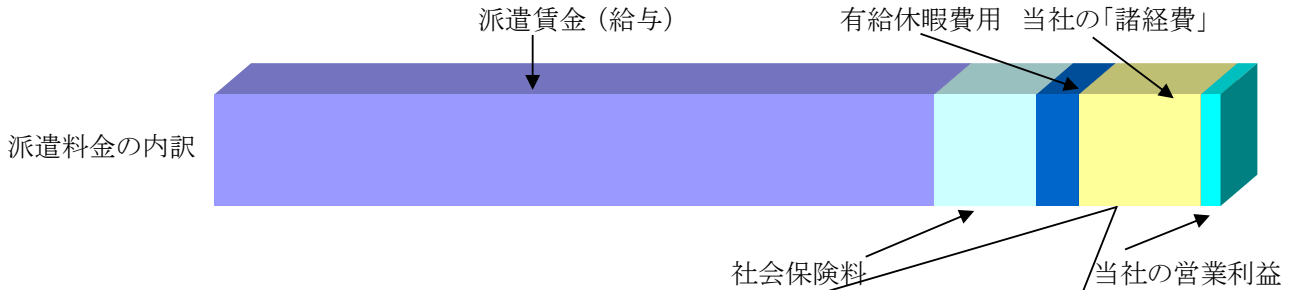 派遣賃金（給与）
有給休暇費用
当社の「諸経費」
派遣料金の内訳
社会保険料
当社の営業利益